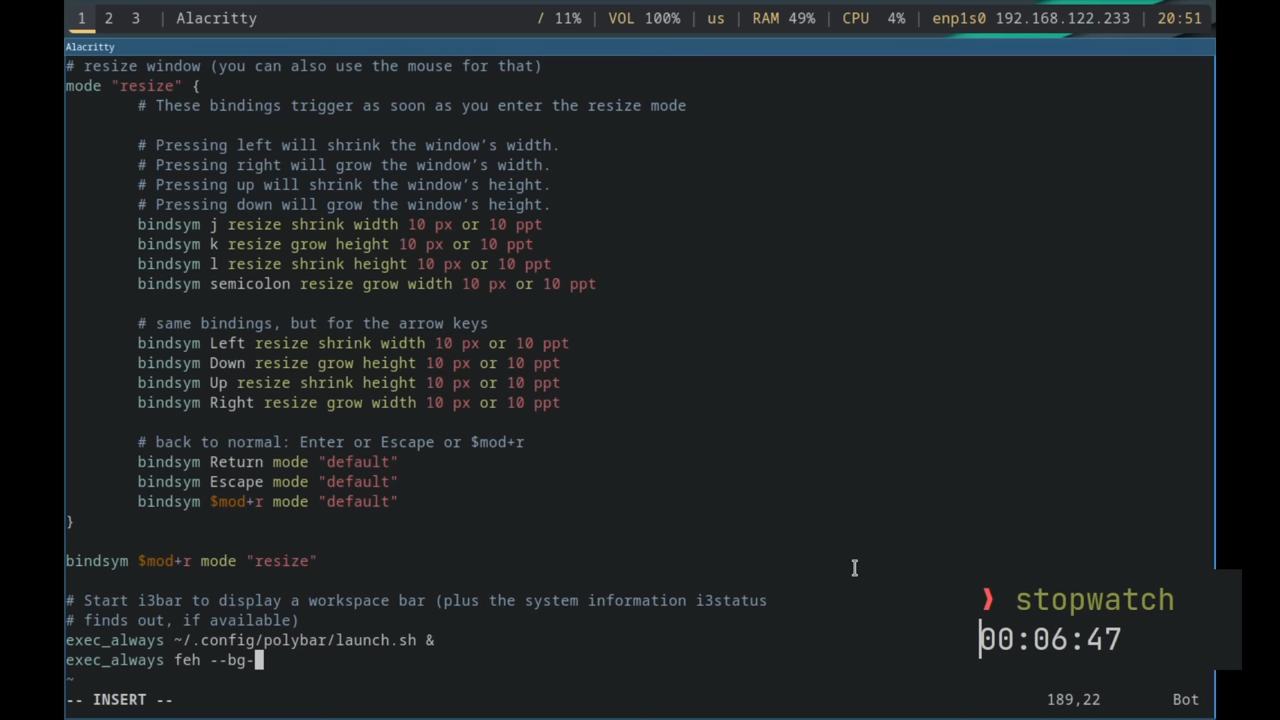 1 2 3 | Alacritty / 11% | VOL 100% | us | RAM 49% | CPU 4% | enp1s0 192.168.122.233 | 20:51
Alacritty
# resize window (you can also use the mouse for that)
mode "resize" {
# These bindings trigger as soon as you enter the resize mode
# Pressing left will shrink the window's width.
# Pressing right will grow the window's width.
# Pressing up will shrink the window's height.
# Pressing down will grow the window's height.
bindsym j resize shrink width 10 px or 10 ppt
bindsym k resize grow height 10 px or 10 ppt
bindsym l resize shrink height 10 px or 10 ppt
bindsym semicolon resize grow width 10 px or 10 ppt
# same bindings, but for the arrow keys
bindsym Left resize shrink width 10 px or 10 ppt
bindsym Down resize grow height 10 px or 10 ppt
bindsym Up resize shrink height 10 px or 10 ppt
bindsym Right resize grow width 10 px or 10 ppt
# back to normal: Enter or Escape or $mod+r
bindsym Return mode "default"
bindsym Escape mode "default"
bindsym $mod+r mode "default"
}
bindsym $mod+r mode "resize"
# Start i3bar to display a workspace bar (plus the system information i3status
# finds out, if available)
exec_always ~/.config/polybar/launch.sh &
exec_always feh --bg-
~
-- INSERT -- 189,22 Bot
❯ stopwatch
00:06:47